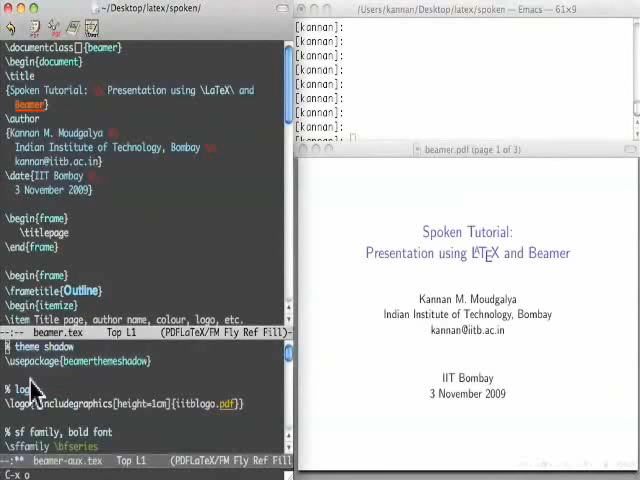 ~/Desktop/latex/spoken/
\documentclass[]{beamer}
\begin{document}
\title
{Spoken Tutorial: \\ Presentation using \LaTeX\ and
Beamer}
\author
{Kannan M. Moudgalya \\
Indian Institute of Technology, Bombay \\
kannan@iitb.ac.in}
\date{IIT Bombay \\
3 November 2009}
\begin{frame}
\titlepage
\end{frame}
\begin{frame}
\frametitle{Outline}
\begin{itemize}
\item Title page, author name, colour, logo, etc.
--:-- beamer.tex Top L1 (PDFLaTeX/FM Fly Ref Fill)
% theme shadow
\usepackage{beamerthemeshadow}
% log
\logo{\includegraphics[height=1cm]{iitblogo.pdf}}
% sf family, bold font
\sffamily \bfseries
--:** beamer-aux.tex Top L1 (PDFLaTeX/FM Fly Ref Fill)
C-x o
/Users/kannan/Desktop/latex/spoken — Emacs — 61×9
[kannan]:
[kannan]:
[kannan]:
[kannan]:
[kannan]:
[kannan]:
[kannan]:
[kannan]:
[kannan]:
beamer.pdf (page 1 of 3)
Spoken Tutorial:
Presentation using LATEX and Beamer
Kannan M. Moudgalya
Indian Institute of Technology, Bombay
kannan@iitb.ac.in
IIT Bombay
3 November 2009